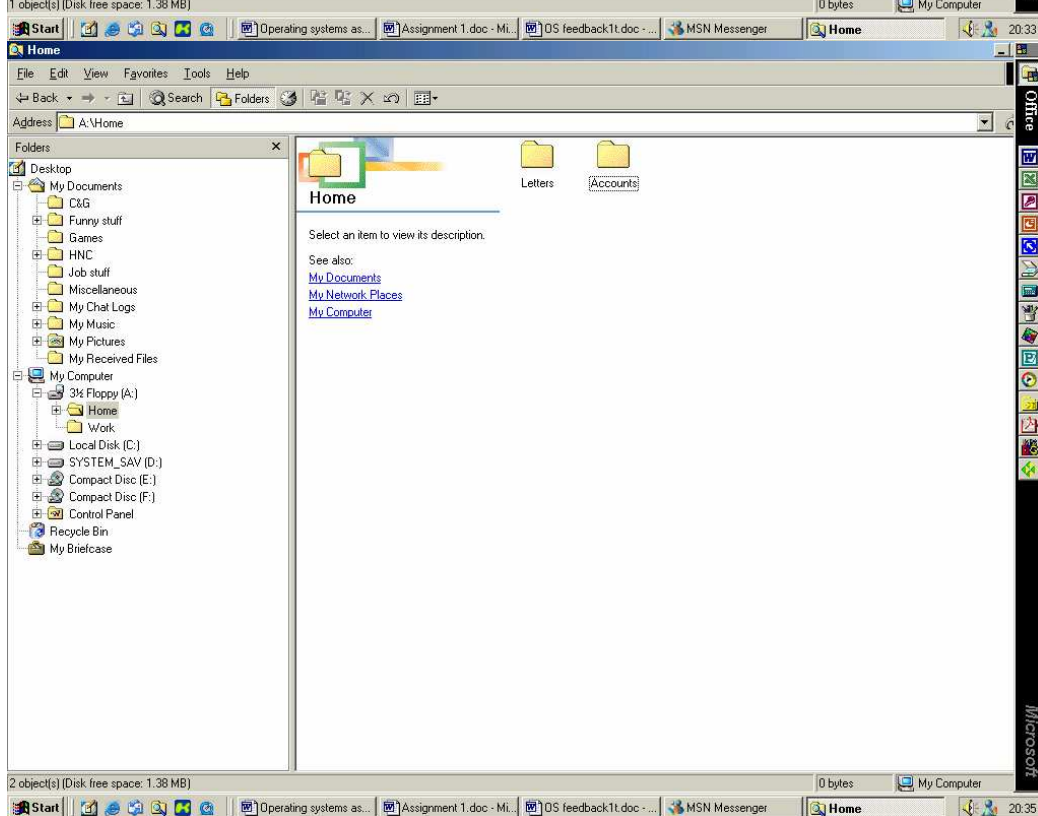 1 object(s) (Disk free space: 1.38 MB) 0 bytes My Computer
Start Operating systems as... Assignment 1.doc - Mi... OS feedback1t.doc - ... MSN Messenger Home 20:33
Home
File Edit View Favorites Tools Help
Back Search Folders
Address A:\Home
Folders
Desktop
My Documents
C&G
Funny stuff
Games
HNC
Job stuff
Miscellaneous
My Chat Logs
My Music
My Pictures
My Received Files
My Computer
3½ Floppy (A:)
Home
Work
Local Disk (C:)
SYSTEM_SAV (D:)
Compact Disc (E:)
Compact Disc (F:)
Control Panel
Recycle Bin
My Briefcase
Letters Accounts
Home
Select an item to view its description.
See also:
My Documents
My Network Places
My Computer
Office
Microsoft
2 object(s) (Disk free space: 1.38 MB) 0 bytes My Computer
Start Operating systems as... Assignment 1.doc - Mi... OS feedback1t.doc - ... MSN Messenger Home 20:35